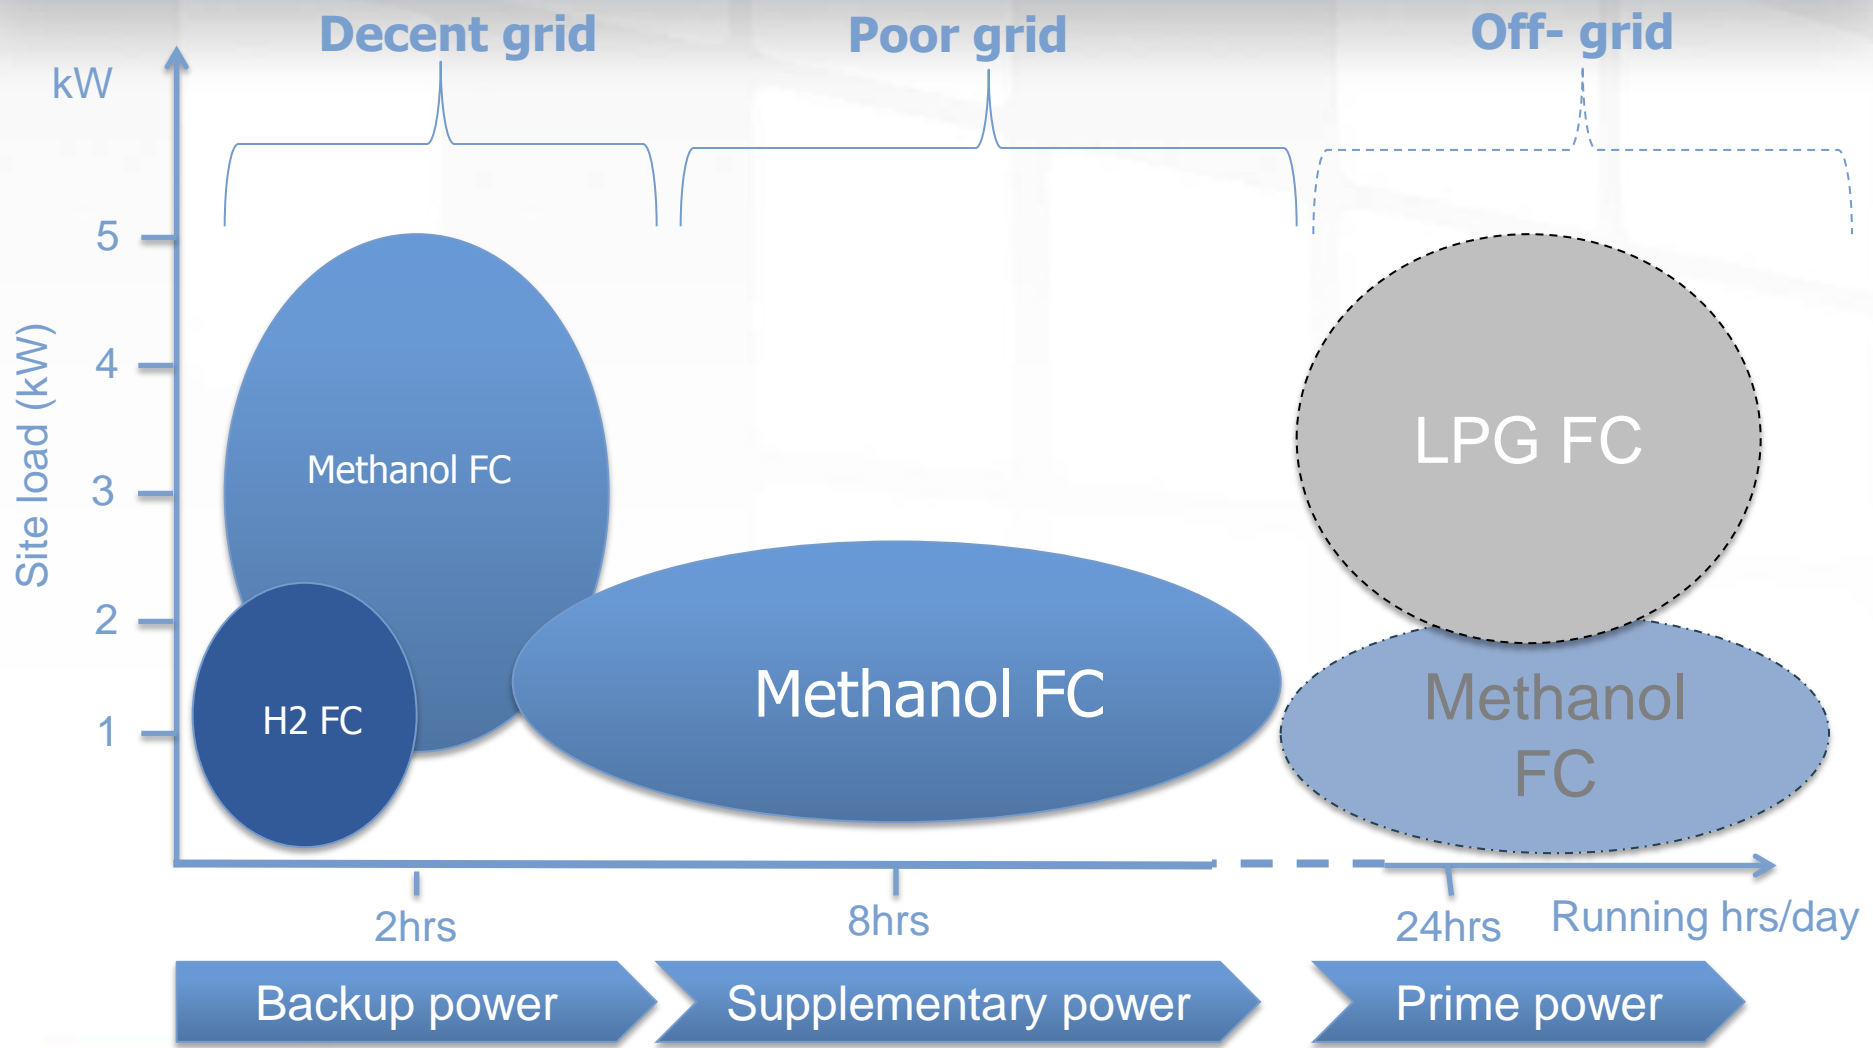 Decent grid
Poor grid
Off- grid
kW
5
4
3
2
1
Site load (kW)
Methanol FC
H2 FC
Methanol FC
LPG FC
Methanol
FC
2hrs
8hrs
24hrs
Running hrs/day
Backup power
Supplementary power
Prime power